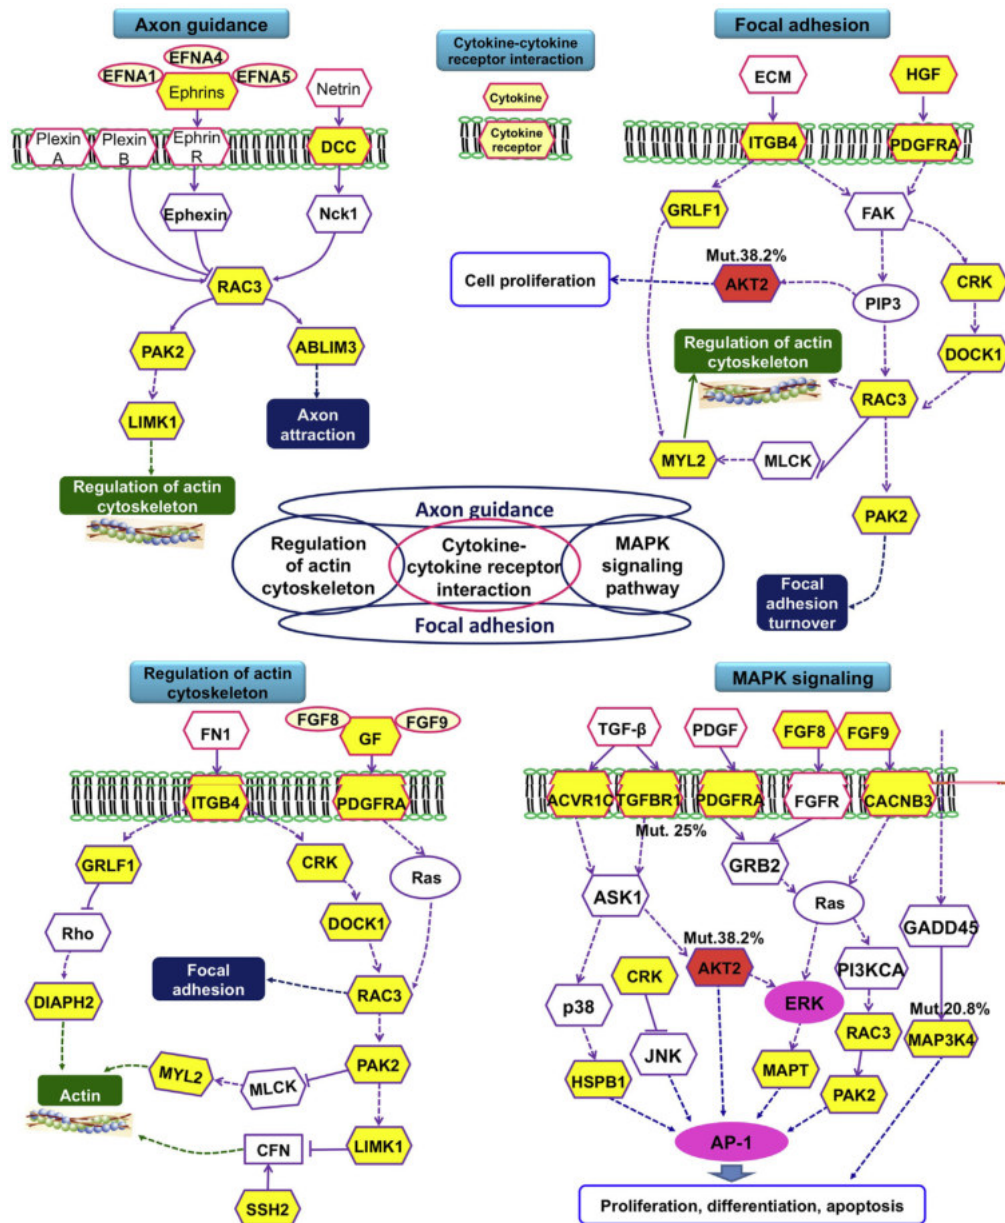 Axon guidance
EFNA4
EFNA1
EFNA5
Ephrins
Netrin
Plexin
A
Plexin
B
Ephrin
R
DCC
Ephexin
Nck1
RAC3
PAK2
ABLIM3
LIMK1
Axon
attraction
Regulation of actin
cytoskeleton
Cytokine-cytokine
receptor interaction
Cytokine
Cytokine
receptor
Focal adhesion
ECM
HGF
ITGB4
PDGFRA
GRLF1
FAK
Mut.38.2%
Cell proliferation
AKT2
CRK
PIP3
Regulation of actin
cytoskeleton
DOCK1
RAC3
MYL2
MLCK
PAK2
Focal
adhesion
turnover
Axon guidance
Regulation
of actin
cytoskeleton
Cytokine-
cytokine receptor
interaction
MAPK
signaling
pathway
Focal adhesion
Regulation of actin
cytoskeleton
FN1
FGF8
FGF9
GF
ITGB4
PDGFRA
GRLF1
CRK
Ras
Rho
DOCK1
Focal
adhesion
RAC3
DIAPH2
PAK2
MYL2
MLCK
Actin
CFN
LIMK1
SSH2
MAPK signaling
TGF-β
PDGF
FGF8
FGF9
ACVR1C
TGFBR1
PDGFRA
FGFR
CACNB3
Mut. 25%
GRB2
ASK1
Ras
GADD45
Mut.38.2%
CRK
AKT2
PI3KCA
p38
ERK
Mut.20.8%
RAC3
MAP3K4
JNK
HSPB1
MAPT
PAK2
AP-1
Proliferation, differentiation, apoptosis